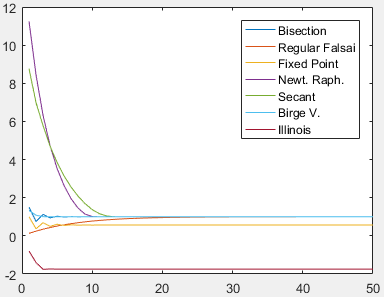 12
10
8
6
4
2
0
-2
0
10
20
30
40
50
Bisection
Regular Falsai
Fixed Point
Newt. Raph.
Secant
Birge V.
Illinois